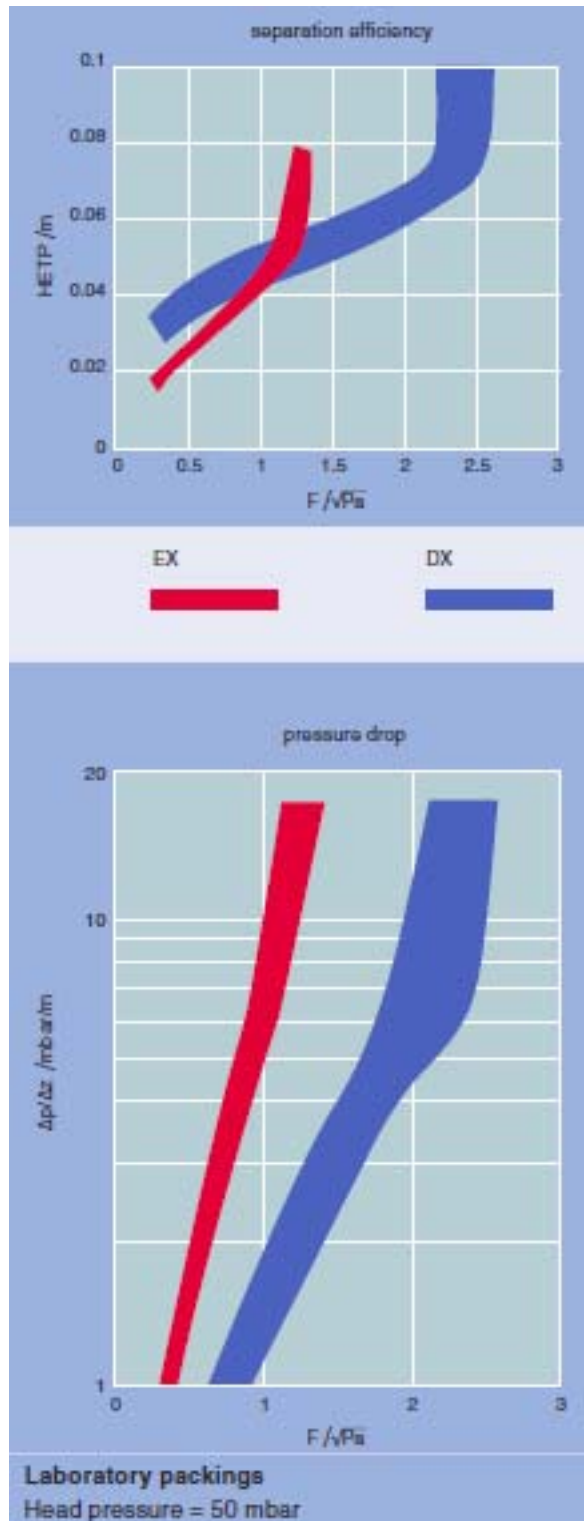 separation efficiency
0.1
0.08
0.06
0.04
0.02
0
HETP /m
0 0.5 1 1.5 2 2.5 3
F /√Pa
EX DX
pressure drop
20
10
1
Δp/Δz /mbar/m
0 1 2 3
F /√Pa
Laboratory packings
Head pressure = 50 mbar